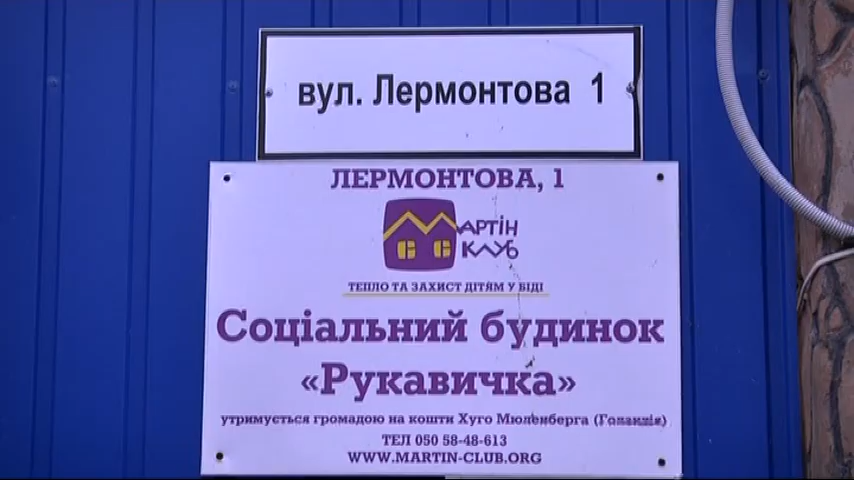 вул. Лермонтова 1
ЛЕРМОНТОВА, 1
МАРТІН
КЛУБ
ТЕПЛО ТА ЗАХИСТ ДІТЯМ У БІДІ
Соціальний будинок
«Рукавичка»
утримується громадою на кошти Хуго Мюленберга (Голандія)
ТЕЛ 050 58-48-613
WWW.MARTIN-CLUB.ORG